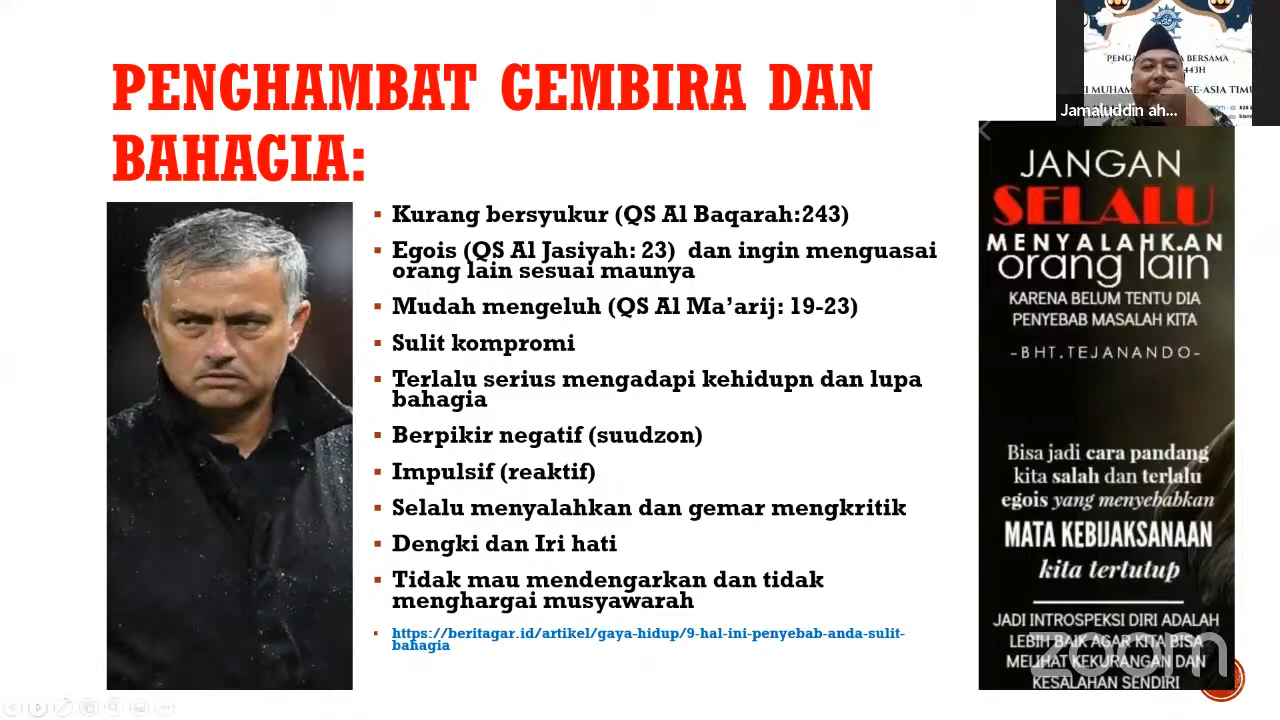 PENGHAMBAT GEMBIRA DAN
BAHAGIA:
Kurang bersyukur (QS Al Baqarah:243)
Egois (QS Al Jasiyah: 23) dan ingin menguasai
orang lain sesuai maunya
Mudah mengeluh (QS Al Ma’arij: 19-23)
Sulit kompromi
Terlalu serius mengadapi kehidupn dan lupa
bahagia
Berpikir negatif (suudzon)
Impulsif (reaktif)
Selalu menyalahkan dan gemar mengkritik
Dengki dan Iri hati
Tidak mau mendengarkan dan tidak
menghargai musyawarah
https://beritagar.id/artikel/gaya-hidup/9-hal-ini-penyebab-anda-sulit-
bahagia
BERSAMA
443H
MUHAM SE-ASIA TIMU
Jamaluddin ah...
JANGAN
SELALU
MENYALAHKAN
orang lain
KARENA BELUM TENTU DIA
PENYEBAB MASALAH KITA
-BHT.TEJANANDO-
Bisa jadi cara pandang
kita salah dan terlalu
egois yang menyebabkan
MATA KEBIJAKSANAAN
kita tertutup
JADI INTROSPEKSI DIRI ADALAH
LEBIH BAIK AGAR KITA BISA
MELIHAT KEKURANGAN DAN
KESALAHAN SENDIRI
zoom